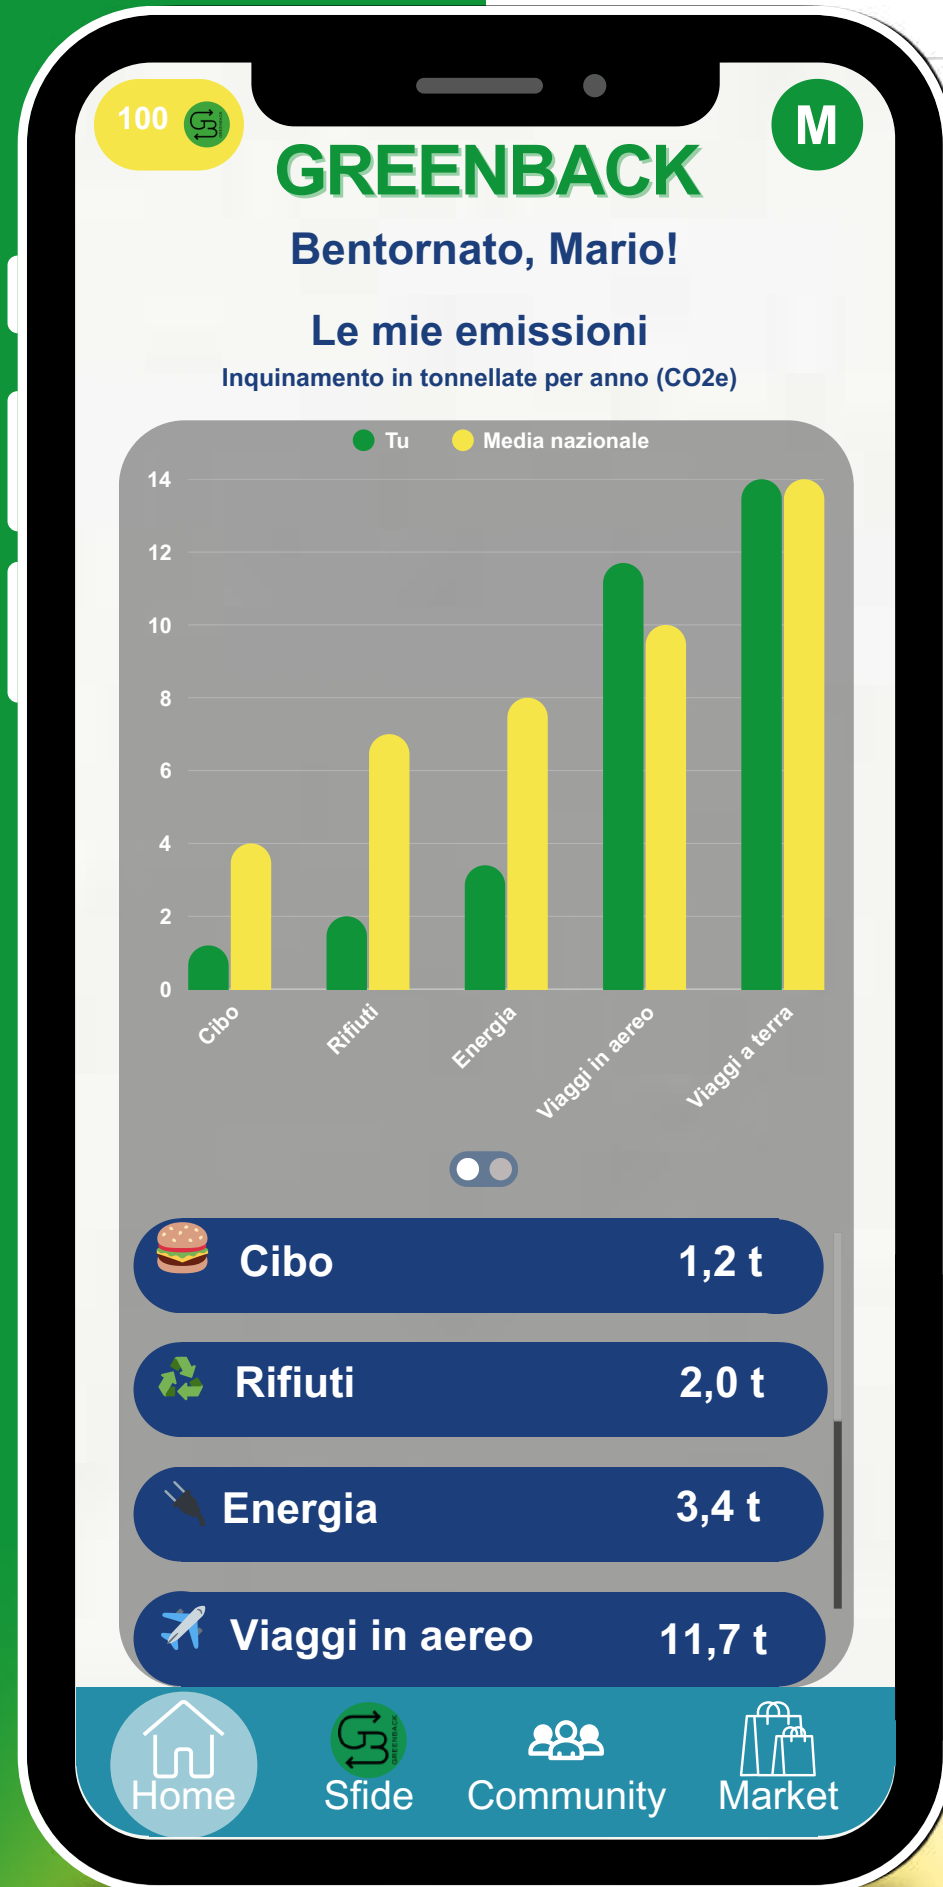 100
M
GREENBACK
Bentornato, Mario!
Le mie emissioni
Inquinamento in tonnellate per anno (CO2e)
Tu Media nazionale
14
12
10
8
6
4
2
0
Cibo Rifiuti Energia Viaggi in aereo Viaggi a terra
Cibo 1,2 t
Rifiuti 2,0 t
Energia 3,4 t
Viaggi in aereo 11,7 t
GREENBACK
Home Sfide Community Market